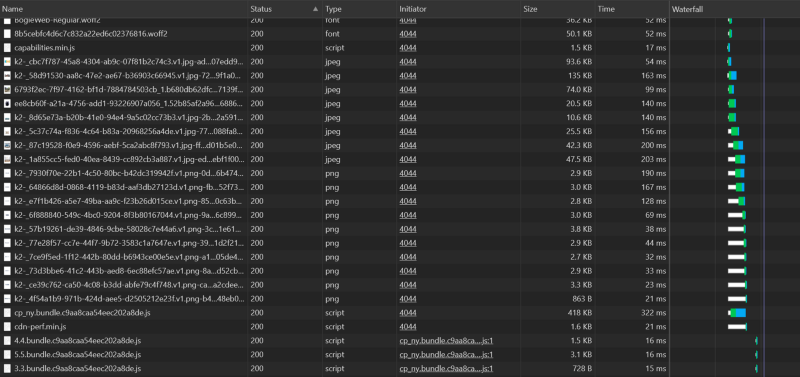 Name Status Type Initiator Size Time Waterfall
BogleWeb-Regular.woff2 200 font 4044 36.2 KB 52 ms
8b5cebfc4d6c7c832a22ed6c02376816.woff2 200 font 4044 50.1 KB 52 ms
capabilities.min.js 200 script 4044 1.5 KB 17 ms
k2-_cbc7f787-45a8-4304-ab9c-07f81b2c74c3.v1.jpg-ad...07edd9... 200 jpeg 4044 93.6 KB 54 ms
k2-_58d91530-aa8c-47e2-ae67-b36903c66945.v1.jpg-72...9f1a0... 200 jpeg 4044 135 KB 163 ms
6793f2ec-7f97-4162-bf1d-7884784503cb_1.b680db62dfc...7139f... 200 jpeg 4044 74.0 KB 99 ms
ee8cb60f-a21a-4756-add1-93226907a056_1.52b85af2a96...6886... 200 jpeg 4044 20.5 KB 140 ms
k2-_8d65e73a-b20b-41e0-94e4-9a5c02cc73b3.v1.jpg-2b...2a591... 200 jpeg 4044 10.6 KB 140 ms
k2-_5c37c74a-f836-4c64-b83a-20968256a4de.v1.jpg-77...088fa8... 200 jpeg 4044 25.5 KB 156 ms
k2-_87c19528-f0e9-4596-aebf-5ca2abc8f793.v1.jpg-ff...d01b5e0... 200 jpeg 4044 42.3 KB 200 ms
k2-_1a855cc5-fed0-40ea-8439-cc892cb3a887.v1.jpg-ed...ebf1f00... 200 jpeg 4044 47.5 KB 203 ms
k2-_7930f70e-22b1-4c50-80bc-b42dc319942f.v1.png-0d...6b474... 200 png 4044 2.9 KB 190 ms
k2-_64866d8d-0868-4119-b83d-aaf3db27123d.v1.png-fb...52f73... 200 png 4044 3.0 KB 167 ms
k2-_e7f1b426-a5e7-49ba-aa9c-f23b26d015ce.v1.png-85...0c63b... 200 png 4044 2.8 KB 128 ms
k2-_6f888840-549c-4bc0-9204-8f3b80167044.v1.png-9a...6c899... 200 png 4044 3.0 KB 69 ms
k2-_57b19261-de39-4846-9cbe-58028c7e44a6.v1.png-3c...1e61... 200 png 4044 3.8 KB 38 ms
k2-_77e28f57-cc7e-44f7-9b72-3583c1a7647e.v1.png-39...1d2f21... 200 png 4044 2.9 KB 44 ms
k2-_7ce9f5ed-1f12-442b-80dd-b6943ce00e5e.v1.png-a1...05de4... 200 png 4044 2.7 KB 32 ms
k2-_73d3bbe6-41c2-443b-aed8-6ec88efc57ae.v1.png-8a...d52cb... 200 png 4044 2.9 KB 33 ms
k2-_ce39c762-ca50-4c08-b3dd-abfe79c4f748.v1.png-ca...a2cdee... 200 png 4044 3.3 KB 23 ms
k2-_4f54a1b9-971b-424d-aee5-d2505212e23f.v1.png-b4...48eb0... 200 png 4044 863 B 21 ms
cp_ny.bundle.c9aa8caa54eec202a8de.js 200 script 4044 418 KB 322 ms
cdn-perf.min.js 200 script 4044 1.6 KB 21 ms
4.4.bundle.c9aa8caa54eec202a8de.js 200 script cp_ny.bundle.c9aa8ca....js:1 1.5 KB 16 ms
5.5.bundle.c9aa8caa54eec202a8de.js 200 script cp_ny.bundle.c9aa8ca....js:1 3.1 KB 16 ms
3.3.bundle.c9aa8caa54eec202a8de.js 200 script cp_ny.bundle.c9aa8ca....js:1 728 B 15 ms